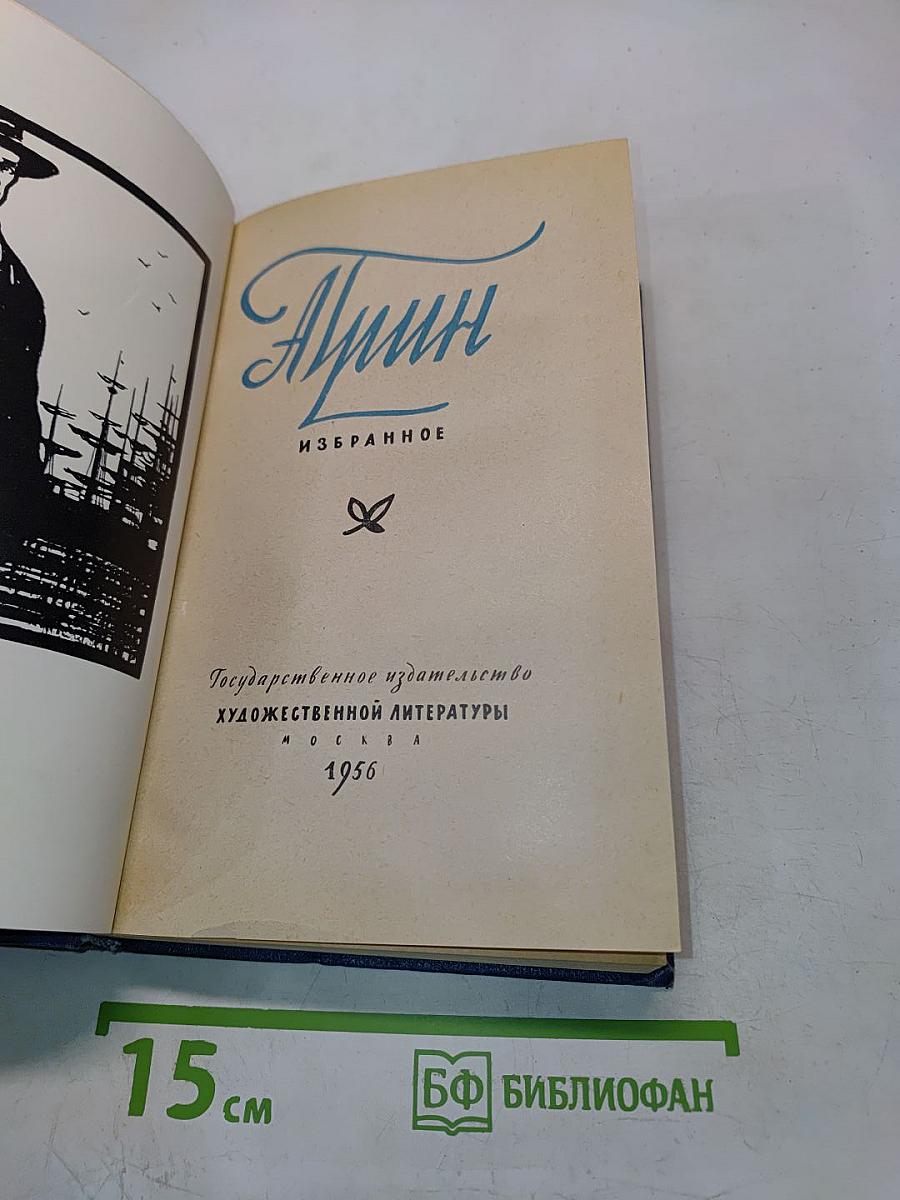 А Грин
ИЗБРАННОЕ
Государственное издательство
ХУДОЖЕСТВЕННОЙ ЛИТЕРАТУРЫ
МОСКВА
1956
15 см
БФ БИБЛИОФАН